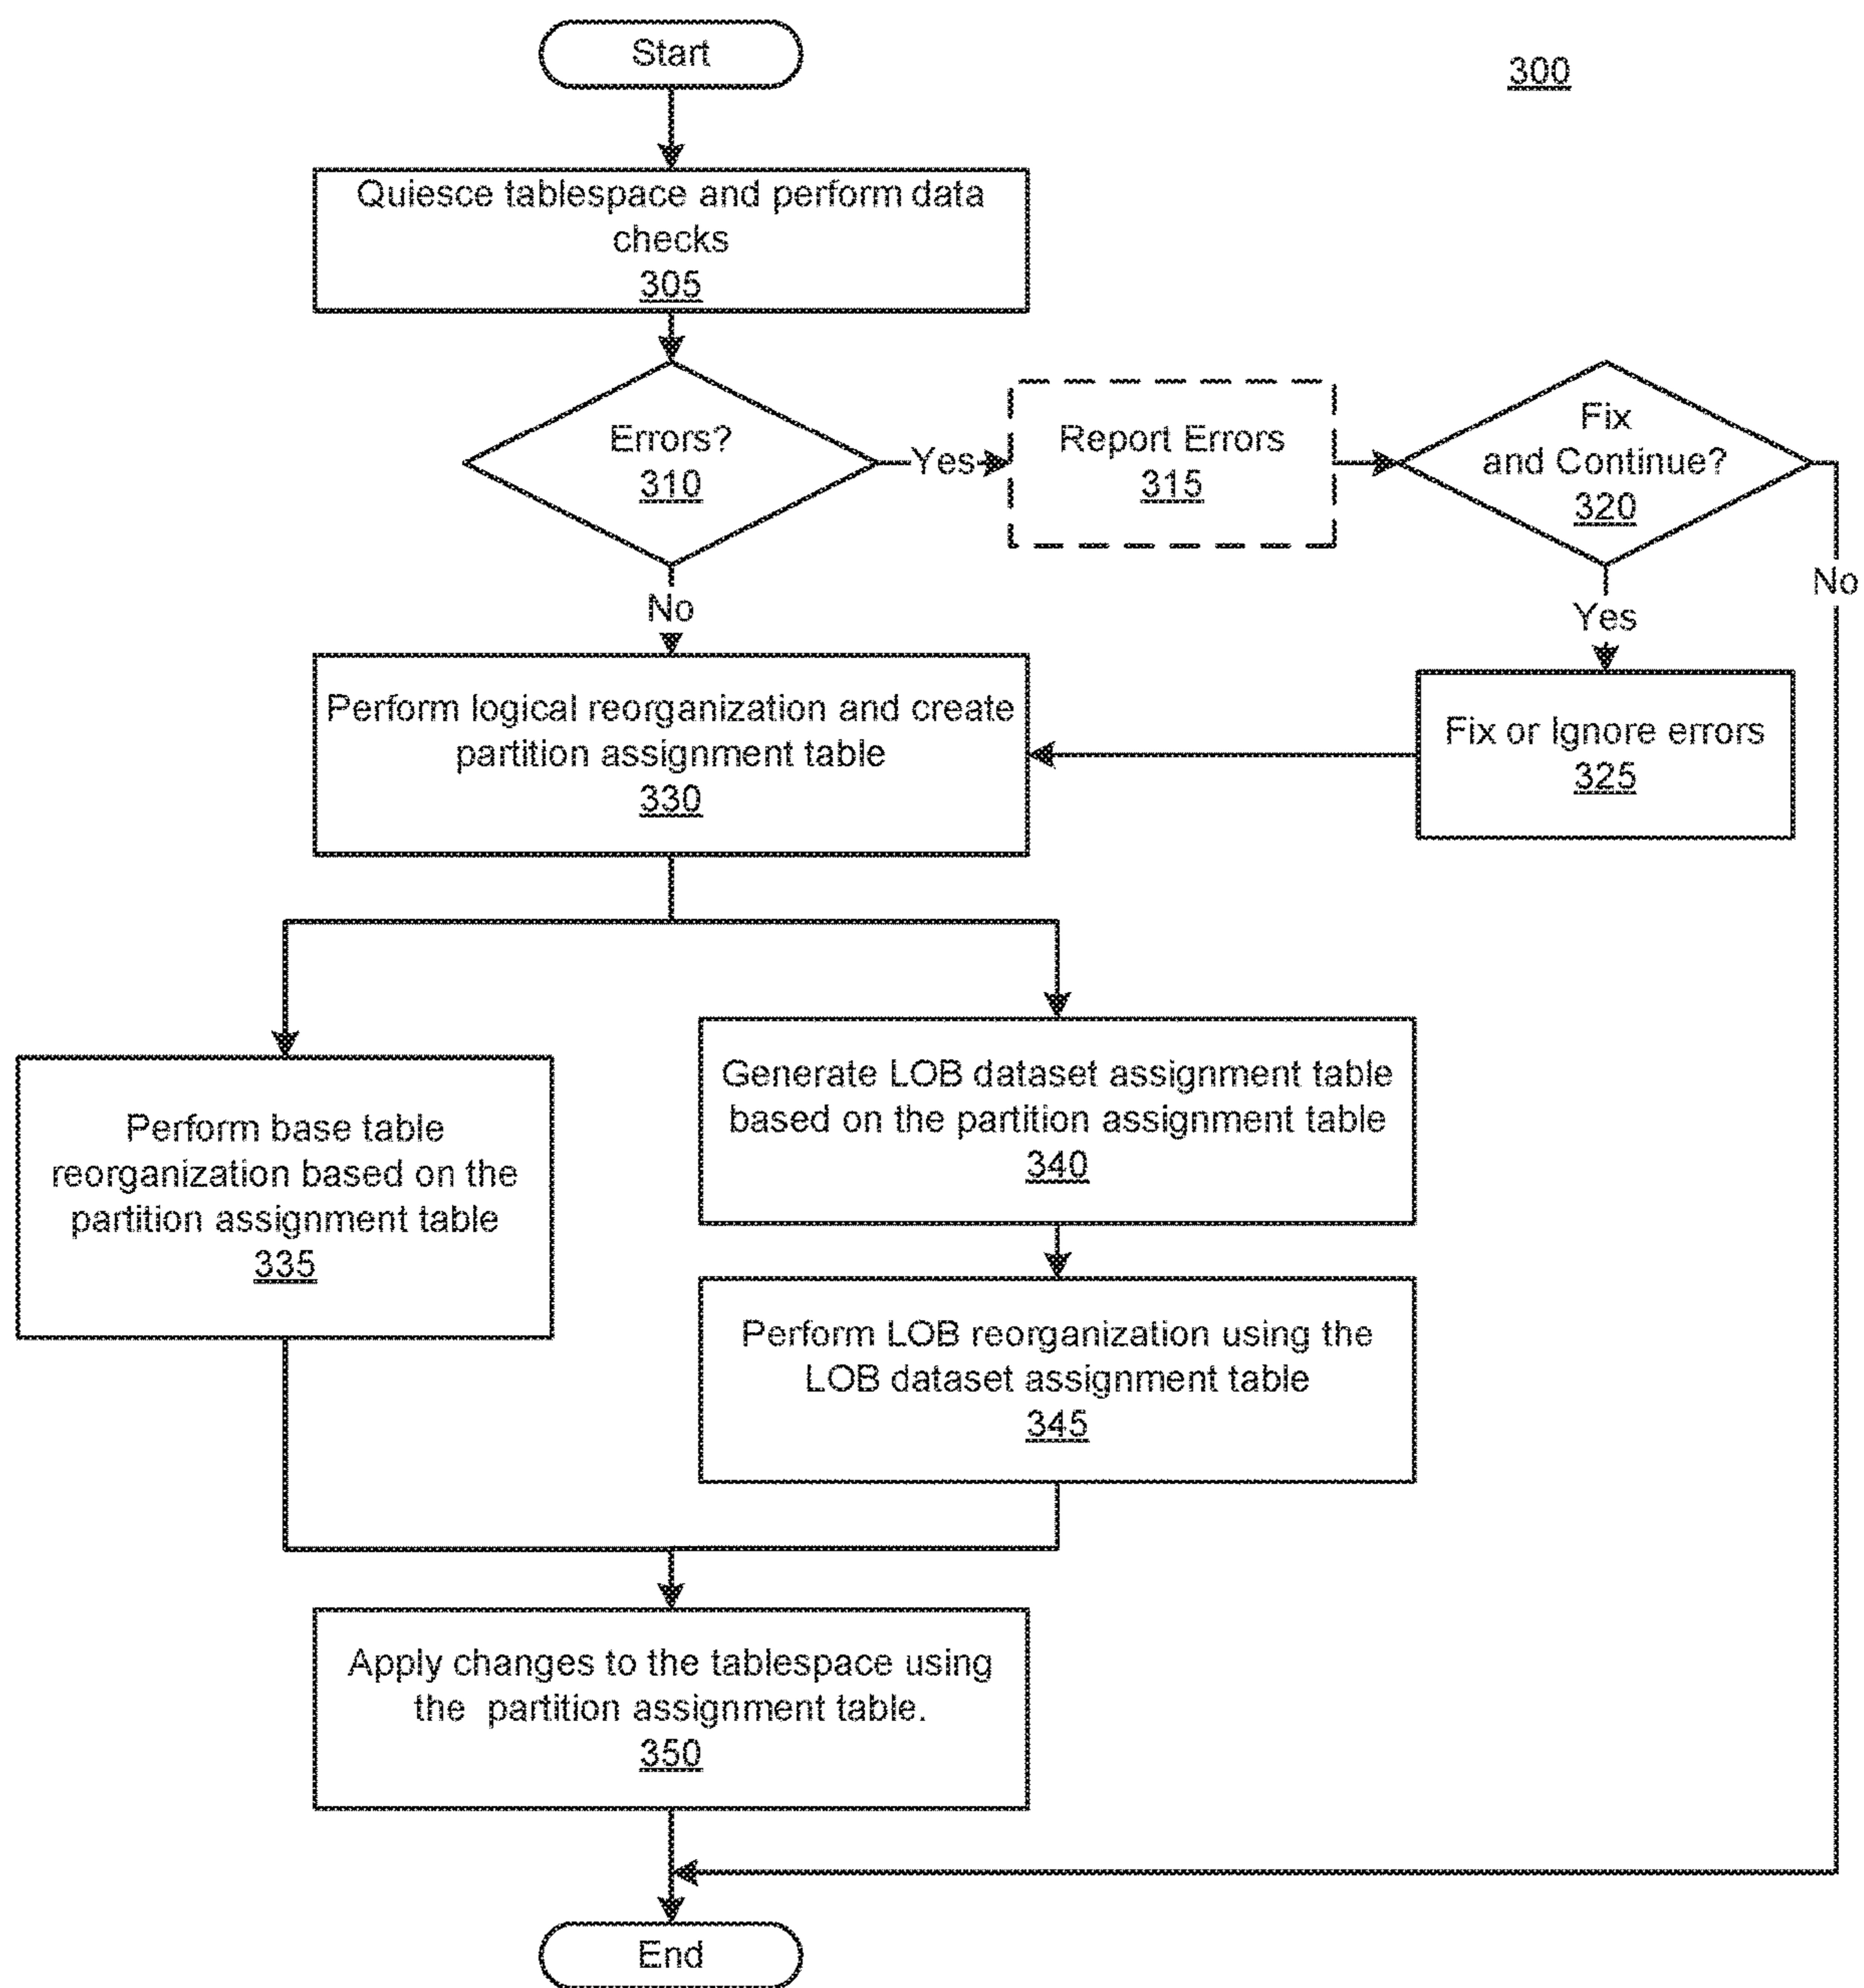 Start
300
Quiesce tablespace and perform data
checks
305
Errors?
310
Yes
Report Errors
315
Fix
and Continue?
320
No
No
Yes
Perform logical reorganization and create
partition assignment table
330
Fix or Ignore errors
325
Perform base table
reorganization based on the
partition assignment table
335
Generate LOB dataset assignment table
based on the partition assignment table
340
Perform LOB reorganization using the
LOB dataset assignment table
345
Apply changes to the tablespace using
the partition assignment table.
350
End